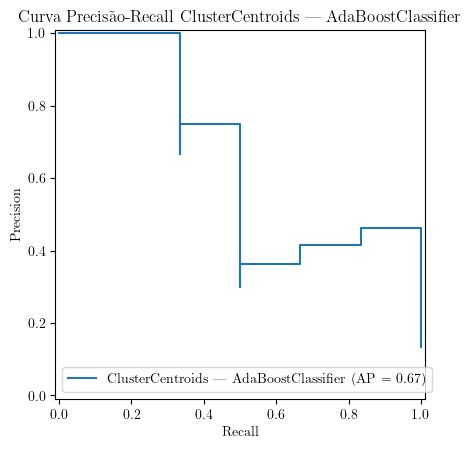 Curva Precisão-Recall ClusterCentroids — AdaBoostClassifier
1.0
0.8
0.6
0.4
0.2
0.0
Precision
ClusterCentroids — AdaBoostClassifier (AP = 0.67)
0.0 0.2 0.4 0.6 0.8 1.0
Recall